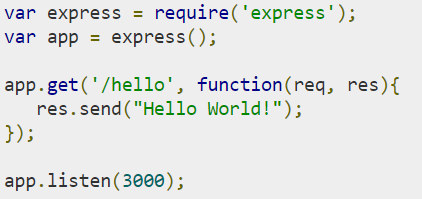 var express = require('express');
var app = express();
app.get('/hello', function(req, res){
res.send("Hello World!");
});
app.listen(3000);